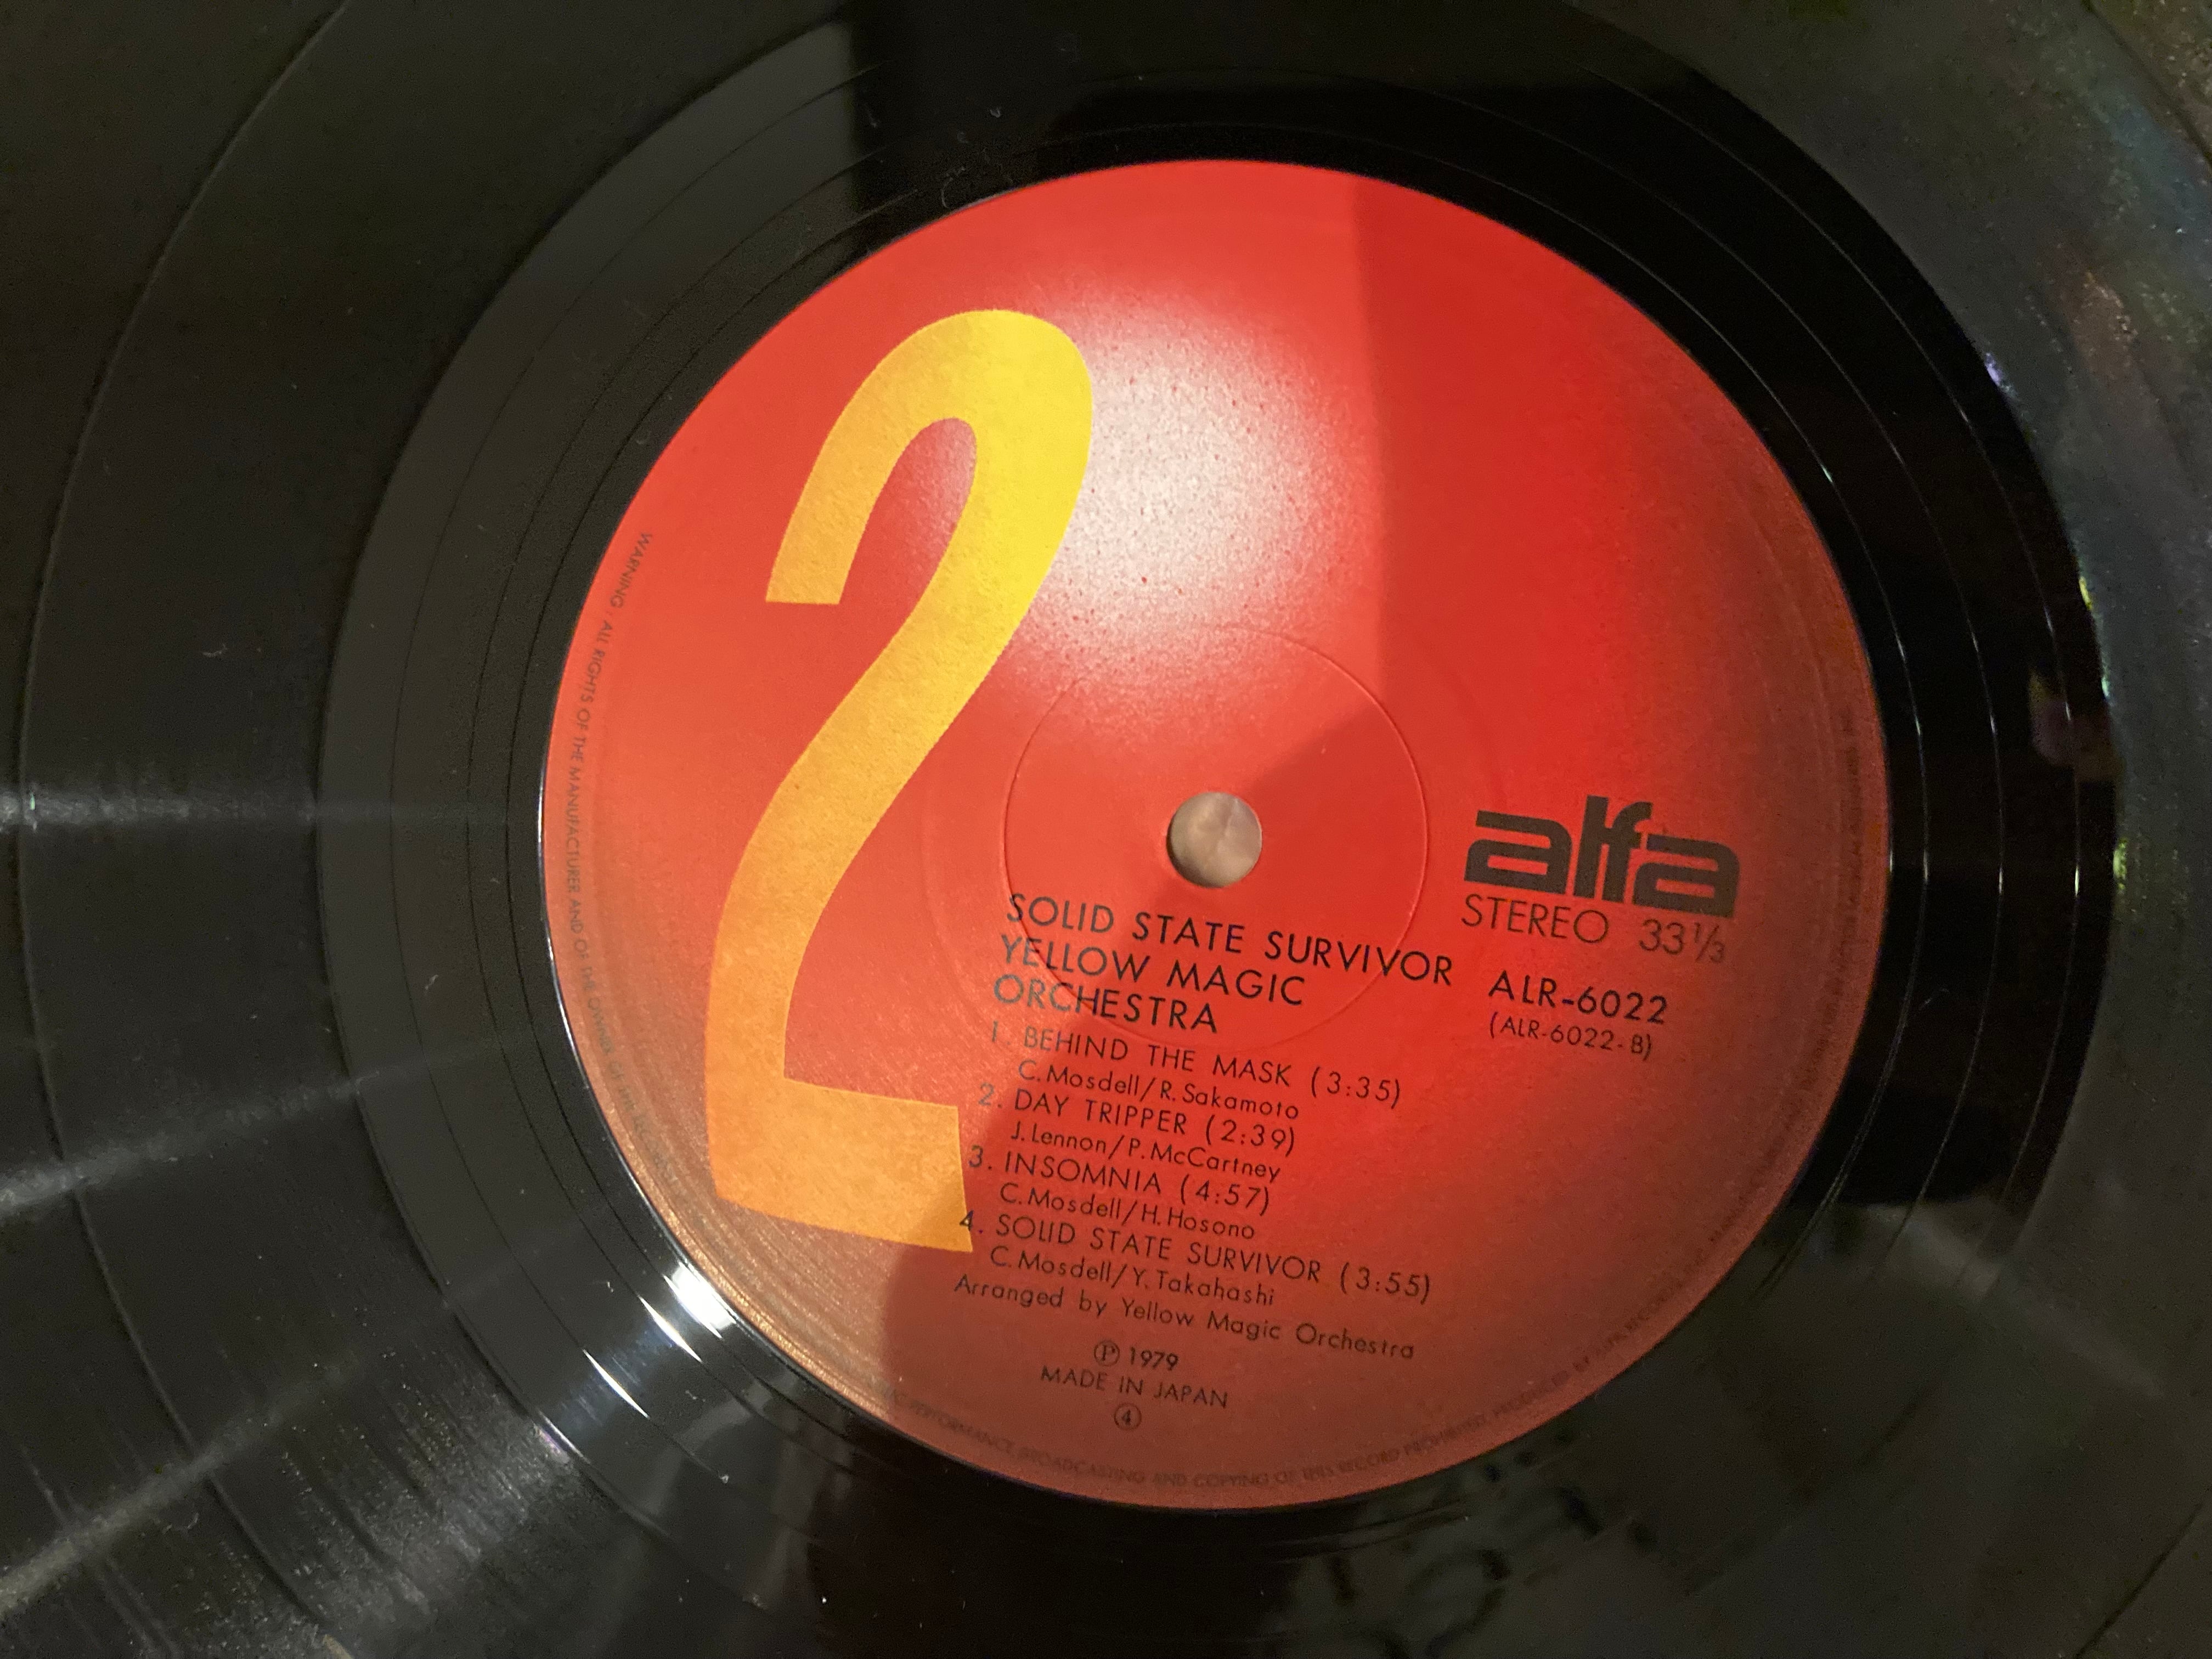 2
alfa
STEREO 33⅓
SOLID STATE SURVIVOR
YELLOW MAGIC
ORCHESTRA
ALR-6022
(ALR-6022-B)
1. BEHIND THE MASK (3:35)
C.Mosdell/R.Sakamoto
2. DAY TRIPPER (2:39)
J.Lennon/P.McCartney
3. INSOMNIA (4:57)
C.Mosdell/H.Hosono
4. SOLID STATE SURVIVOR (3:55)
C.Mosdell/Y.Takahashi
Arranged by Yellow Magic Orchestra
Ⓟ 1979
MADE IN JAPAN
④
WARNING : ALL RIGHTS OF THE MANUFACTURER AND OF THE OWNER OF
PERFORMANCE, BROADCASTING AND COPYING OF THIS RECORD PROHIBITED. PRODUCED BY